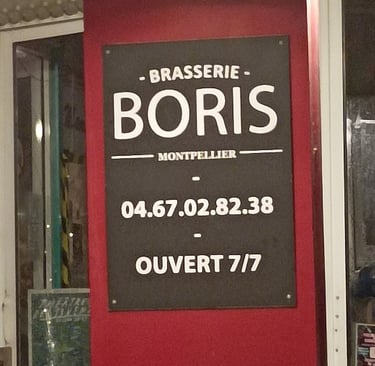 - BRASSERIE -
BORIS
MONTPELLIER
-
04.67.02.82.38
-
OUVERT 7/7